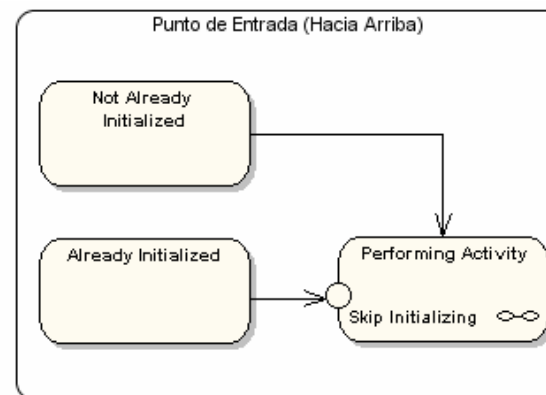 Punto de Entrada (Hacia Arriba)
Not Already
Initialized
Already Initialized
Performing Activity
Skip Initializing